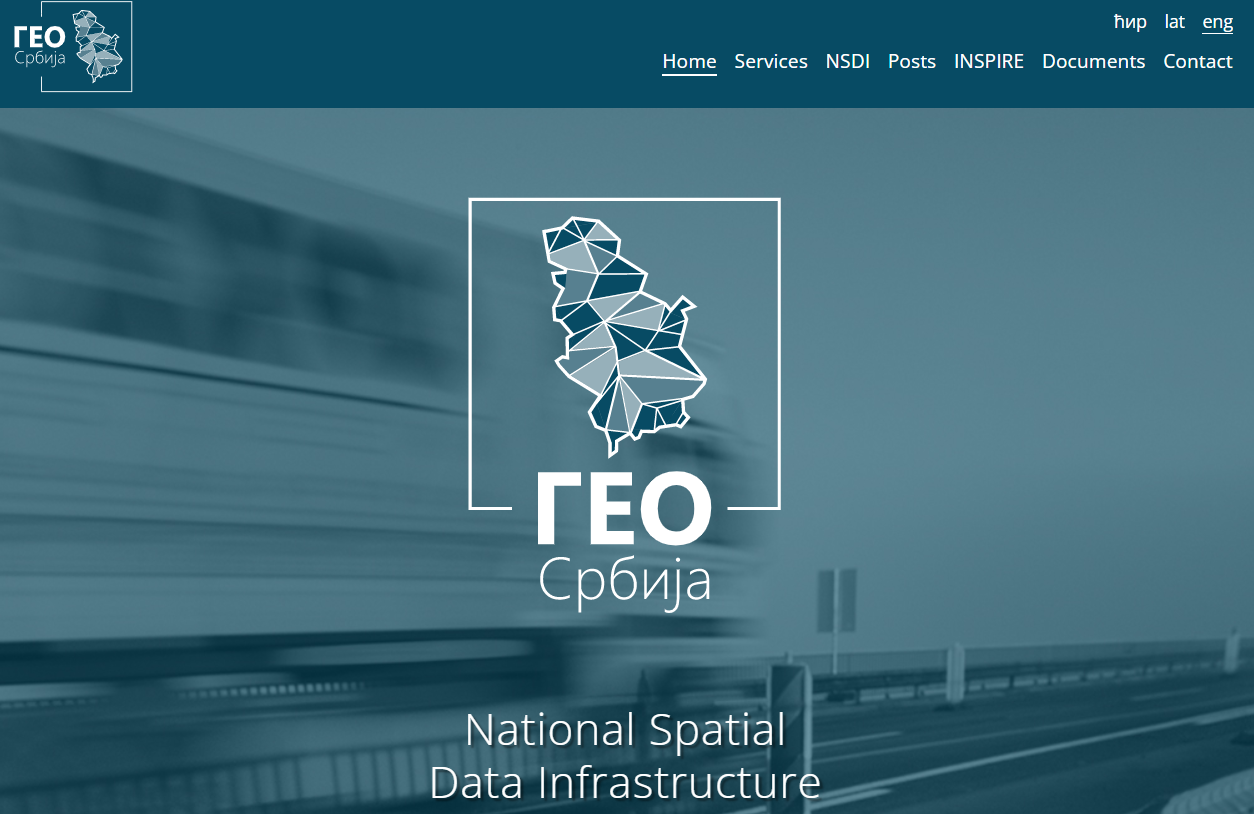 ГЕО
Србија
ћир lat eng
Home Services NSDI Posts INSPIRE Documents Contact
ГЕО
Србија
National Spatial
Data Infrastructure